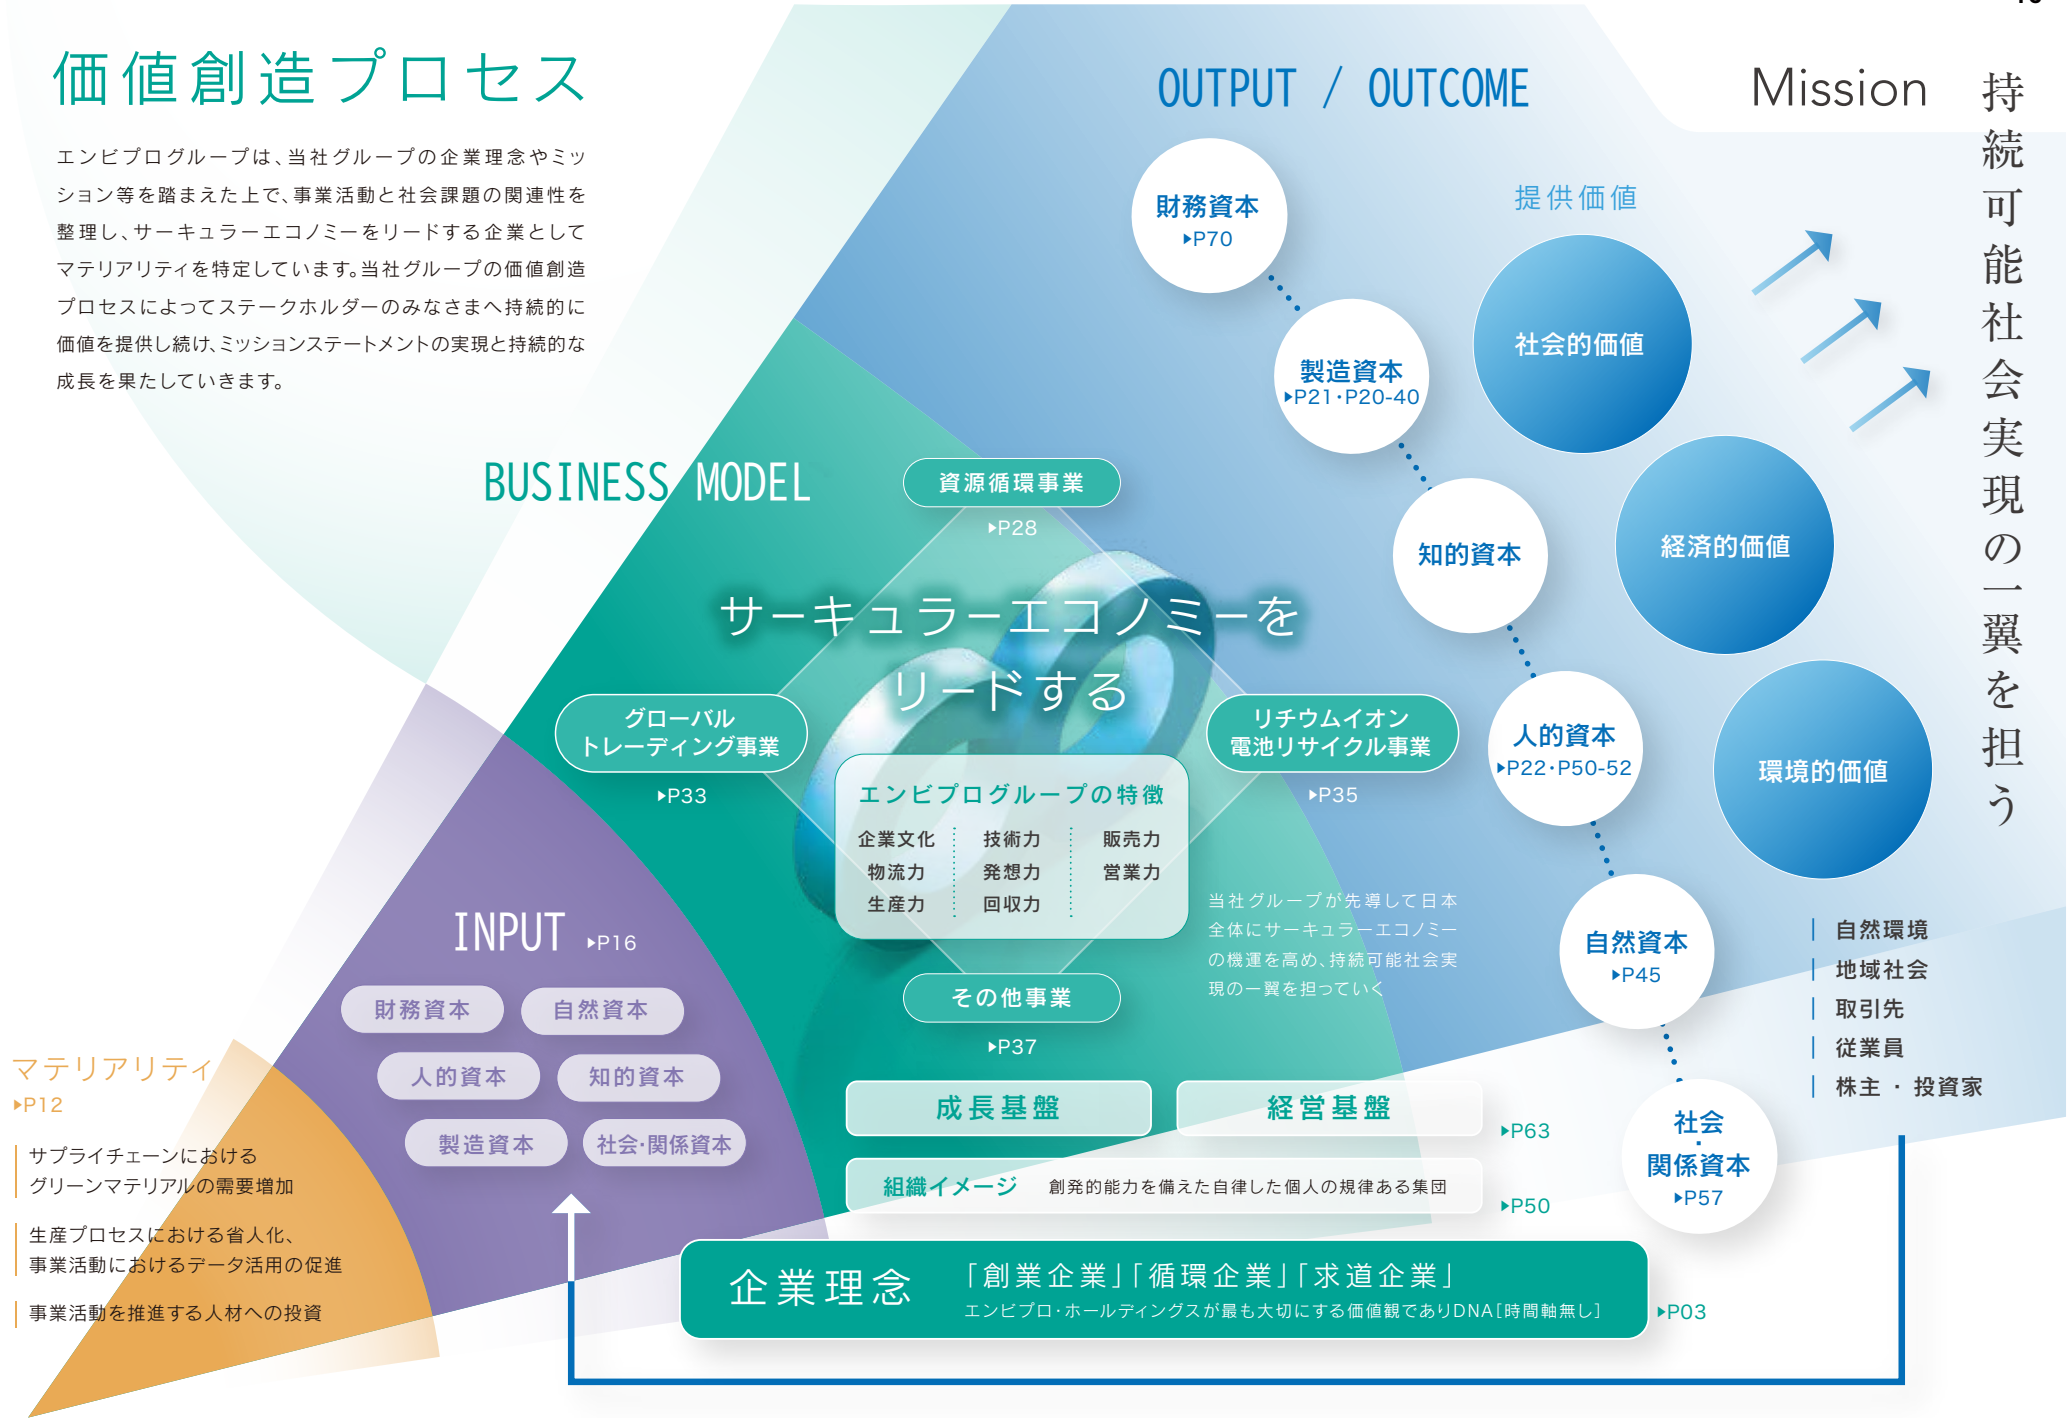 価値創造プロセス
エンビプログループは、当社グループの企業理念やミッ
ション等を踏まえた上で、事業活動と社会課題の関連性を
整理し、サーキュラーエコノミーをリードする企業として
マテリアリティを特定しています。当社グループの価値創造
プロセスによってステークホルダーのみなさまへ持続的に
価値を提供し続け、ミッションステートメントの実現と持続的な
成長を果たしていきます。
マテリアリティ
▶P12
サプライチェーンにおける
グリーンマテリアルの需要増加
生産プロセスにおける省人化、
事業活動におけるデータ活用の促進
事業活動を推進する人材への投資
INPUT ▶P16
財務資本
自然資本
人的資本
知的資本
製造資本
社会・関係資本
BUSINESS MODEL
資源循環事業
▶P28
サーキュラーエコノミーを
リードする
グローバル
トレーディング事業
▶P33
リチウムイオン
電池リサイクル事業
▶P35
エンビプログループの特徴
企業文化 技術力 販売力
物流力 発想力 営業力
生産力 回収力
その他事業
▶P37
当社グループが先導して日本
全体にサーキュラーエコノミー
の機運を高め、持続可能社会実
現の一翼を担っていく
成長基盤
経営基盤
▶P63
組織イメージ 創発的能力を備えた自律した個人の規律ある集団
▶P50
企業理念
「創業企業」「循環企業」「求道企業」
エンビプロ・ホールディングスが最も大切にする価値観でありDNA[時間軸無し]
▶P03
OUTPUT / OUTCOME
財務資本
▶P70
製造資本
▶P21・P20-40
知的資本
人的資本
▶P22・P50-52
自然資本
▶P45
社会
・
関係資本
▶P57
提供価値
社会的価値
経済的価値
環境的価値
自然環境
地域社会
取引先
従業員
株主 ・ 投資家
Mission
持続可能社会実現の一翼を担う